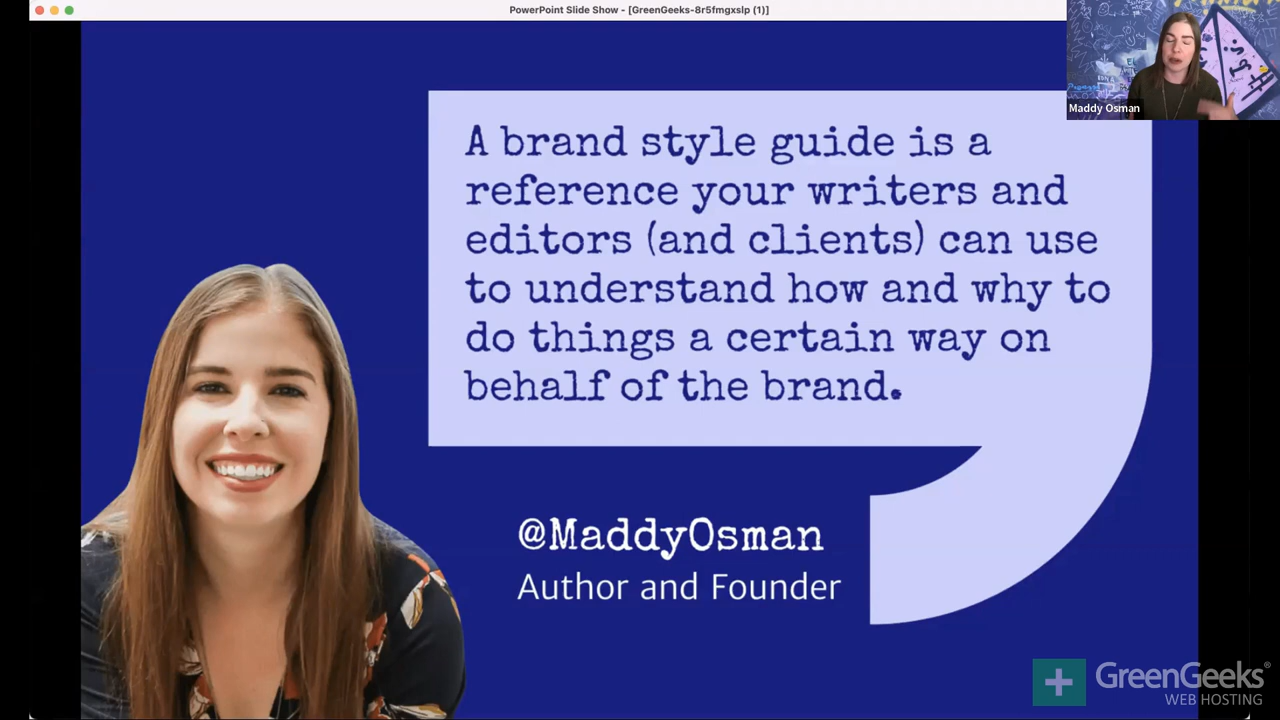 PowerPoint Slide Show - [GreenGeeks-8r5fmgxslp (1)]
Maddy Osman
A brand style guide is a
reference your writers and
editors (and clients) can use
to understand how and why to
do things a certain way on
behalf of the brand.
@MaddyOsman
Author and Founder
GreenGeeks®
WEB HOSTING